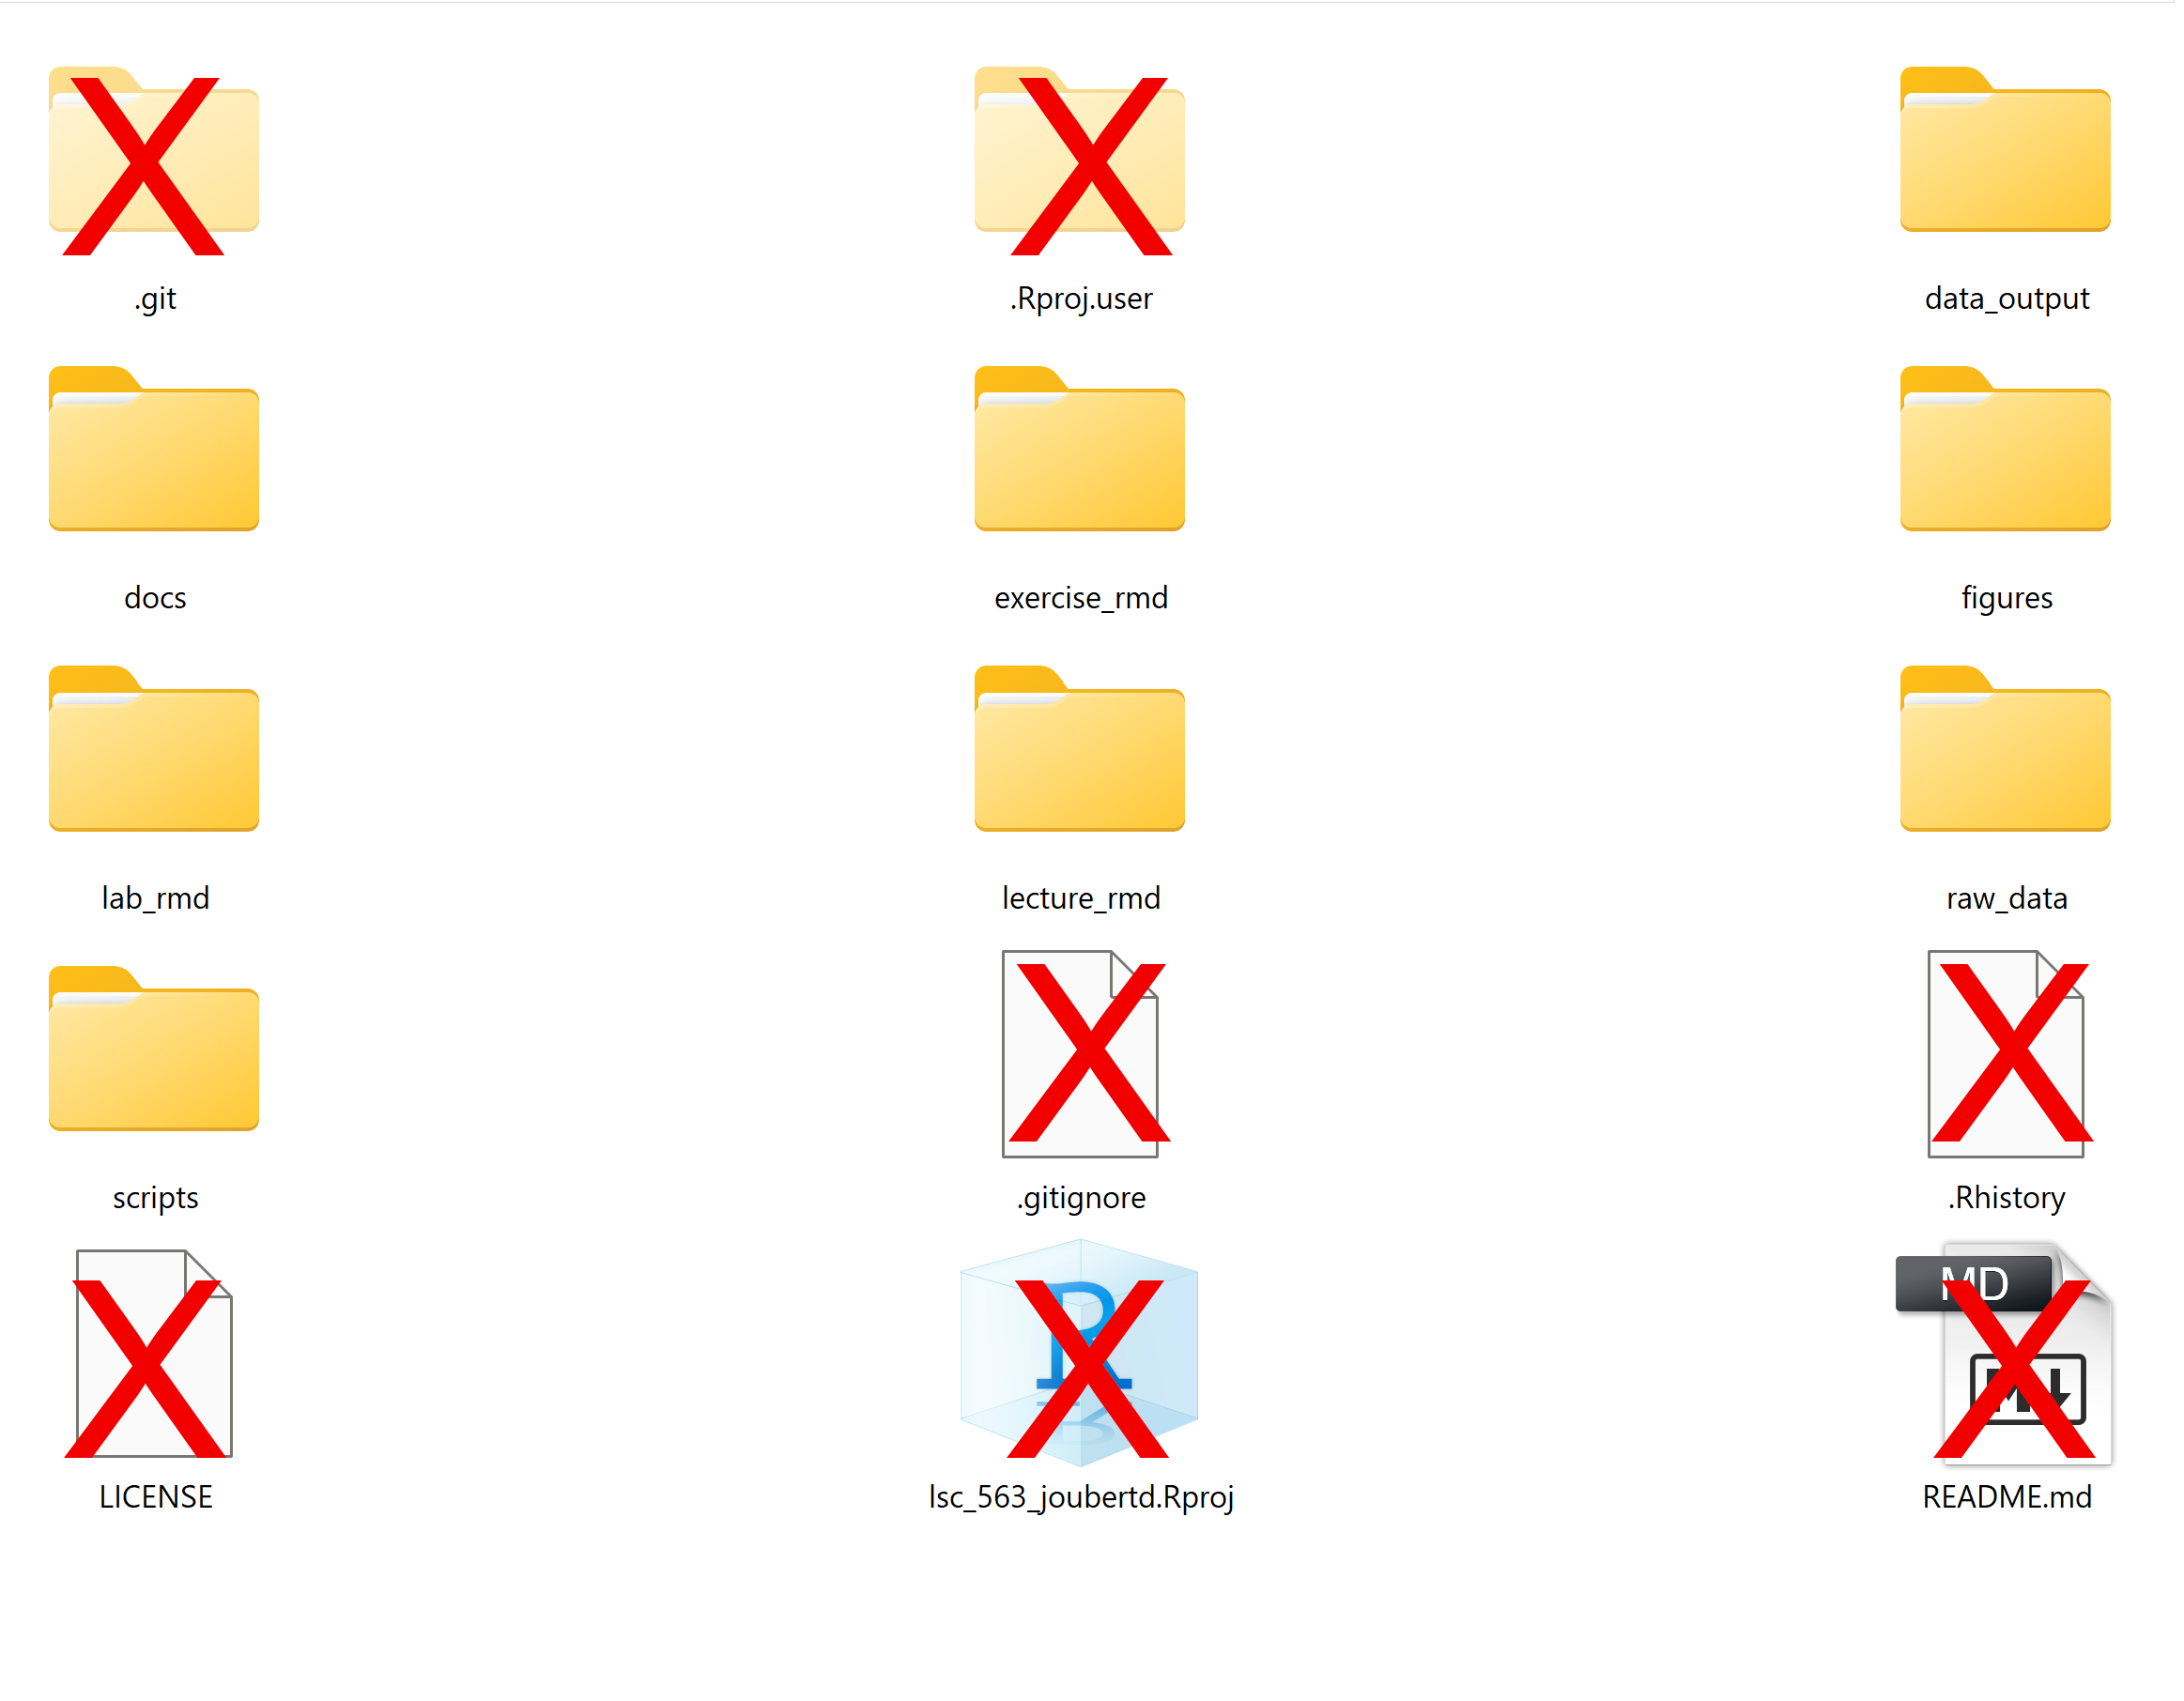 .git
.Rproj.user
data_output
docs
exercise_rmd
figures
lab_rmd
lecture_rmd
raw_data
scripts
.gitignore
.Rhistory
R
MD
LICENSE
lsc_563_joubertd.Rproj
README.md